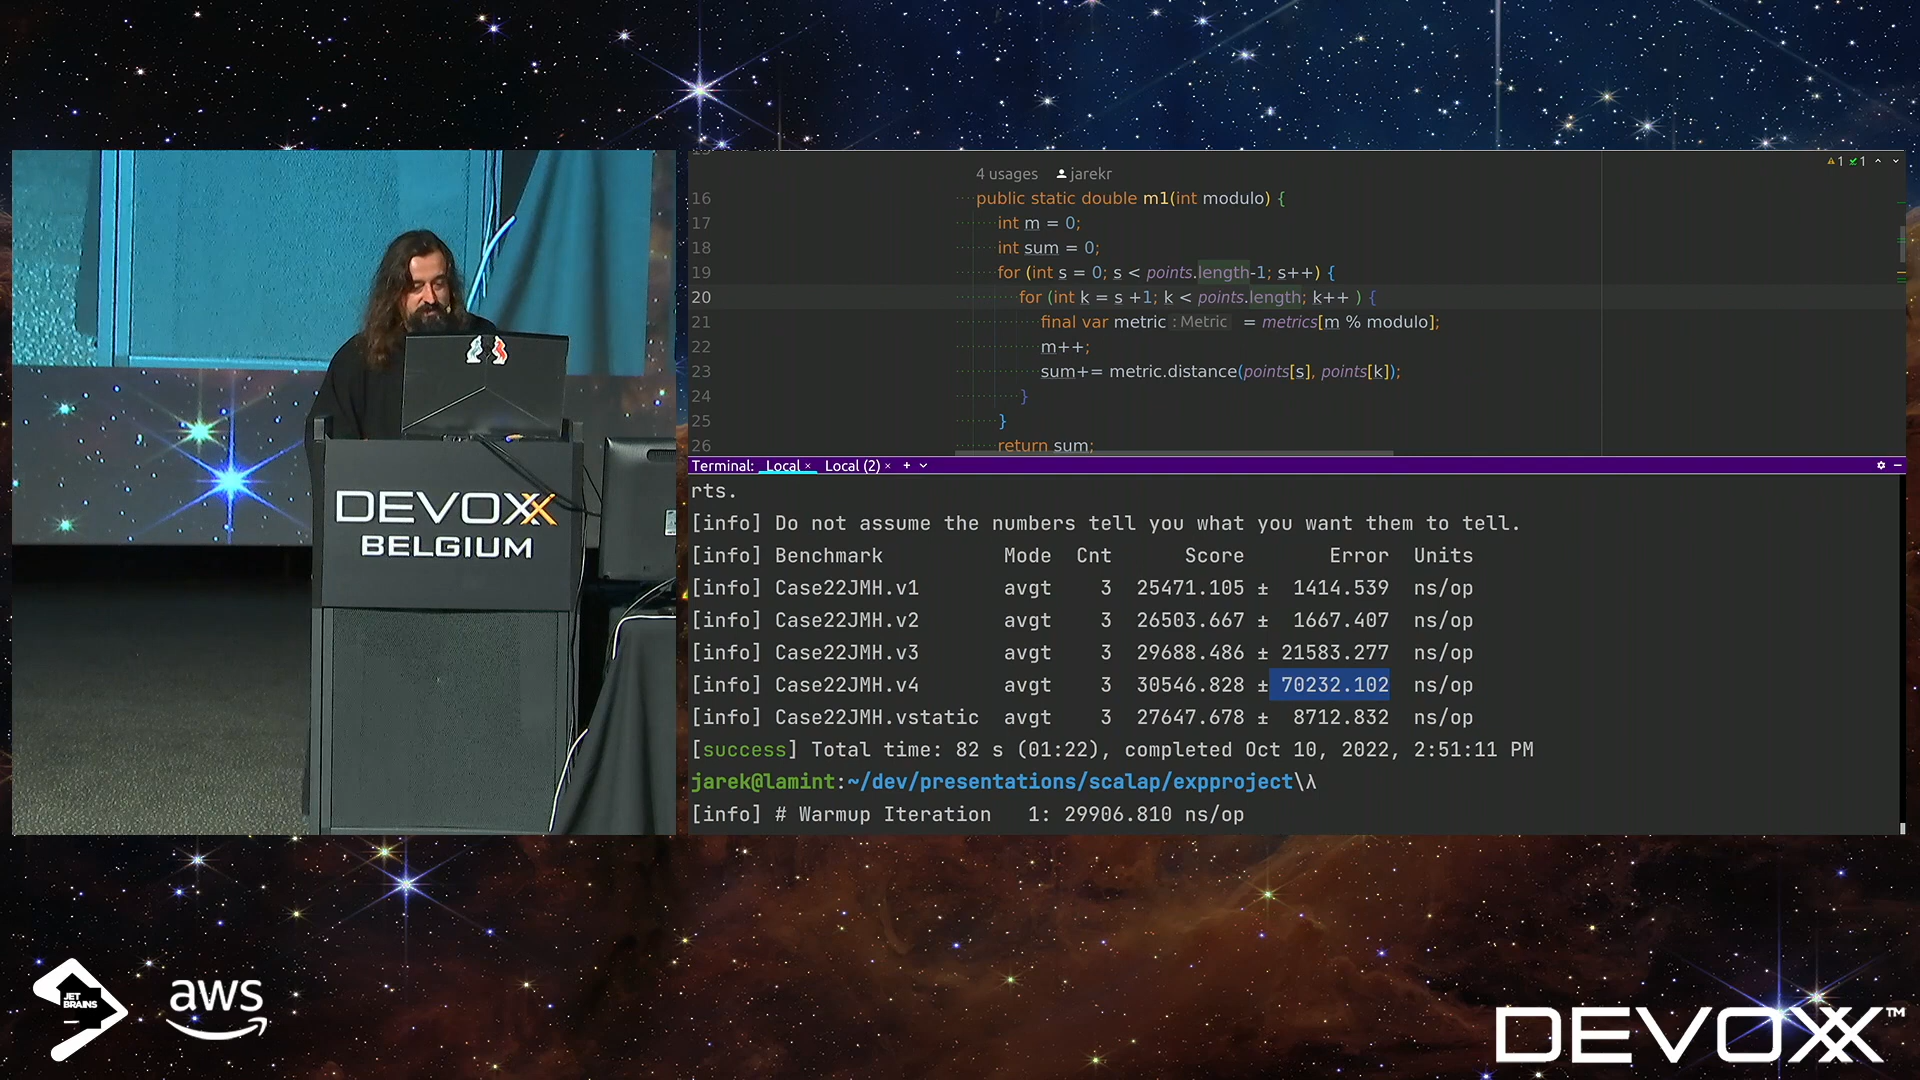 4 usages jarekr
16 public static double m1(int modulo) {
17 int m = 0;
18 int sum = 0;
19 for (int s = 0; s < points.length-1; s++) {
20 for (int k = s +1; k < points.length; k++ ) {
21 final var metric : Metric = metrics[m % modulo];
22 m++;
23 sum+= metric.distance(points[s], points[k]);
24 }
25 }
26 return sum;
1 1
Terminal: Local × Local (2) × +
rts.
[info] Do not assume the numbers tell you what you want them to tell.
[info] Benchmark Mode Cnt Score Error Units
[info] Case22JMH.v1 avgt 3 25471.105 ± 1414.539 ns/op
[info] Case22JMH.v2 avgt 3 26503.667 ± 1667.407 ns/op
[info] Case22JMH.v3 avgt 3 29688.486 ± 21583.277 ns/op
[info] Case22JMH.v4 avgt 3 30546.828 ± 70232.102 ns/op
[info] Case22JMH.vstatic avgt 3 27647.678 ± 8712.832 ns/op
[success] Total time: 82 s (01:22), completed Oct 10, 2022, 2:51:11 PM
jarek@lamint:~/dev/presentations/scalap/expproject\λ
[info] # Warmup Iteration 1: 29906.810 ns/op
DEVOXX
BELGIUM
JET
BRAINS
aws
DEVOXX™